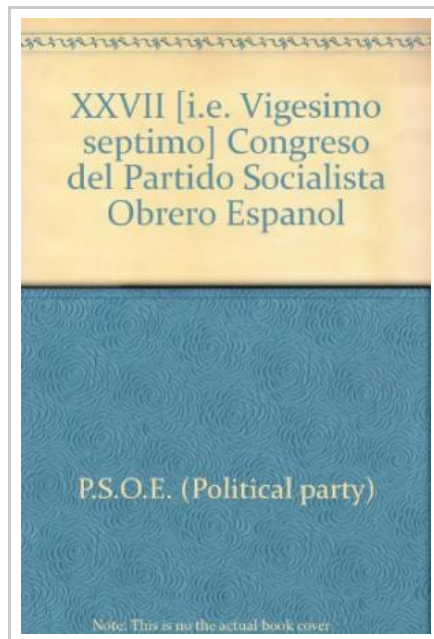 XXVII [i.e. Vigesimo
septimo] Congreso
del Partido Socialista
Obrero Espanol
P.S.O.E. (Political party)
Note: This is no the actual book cover